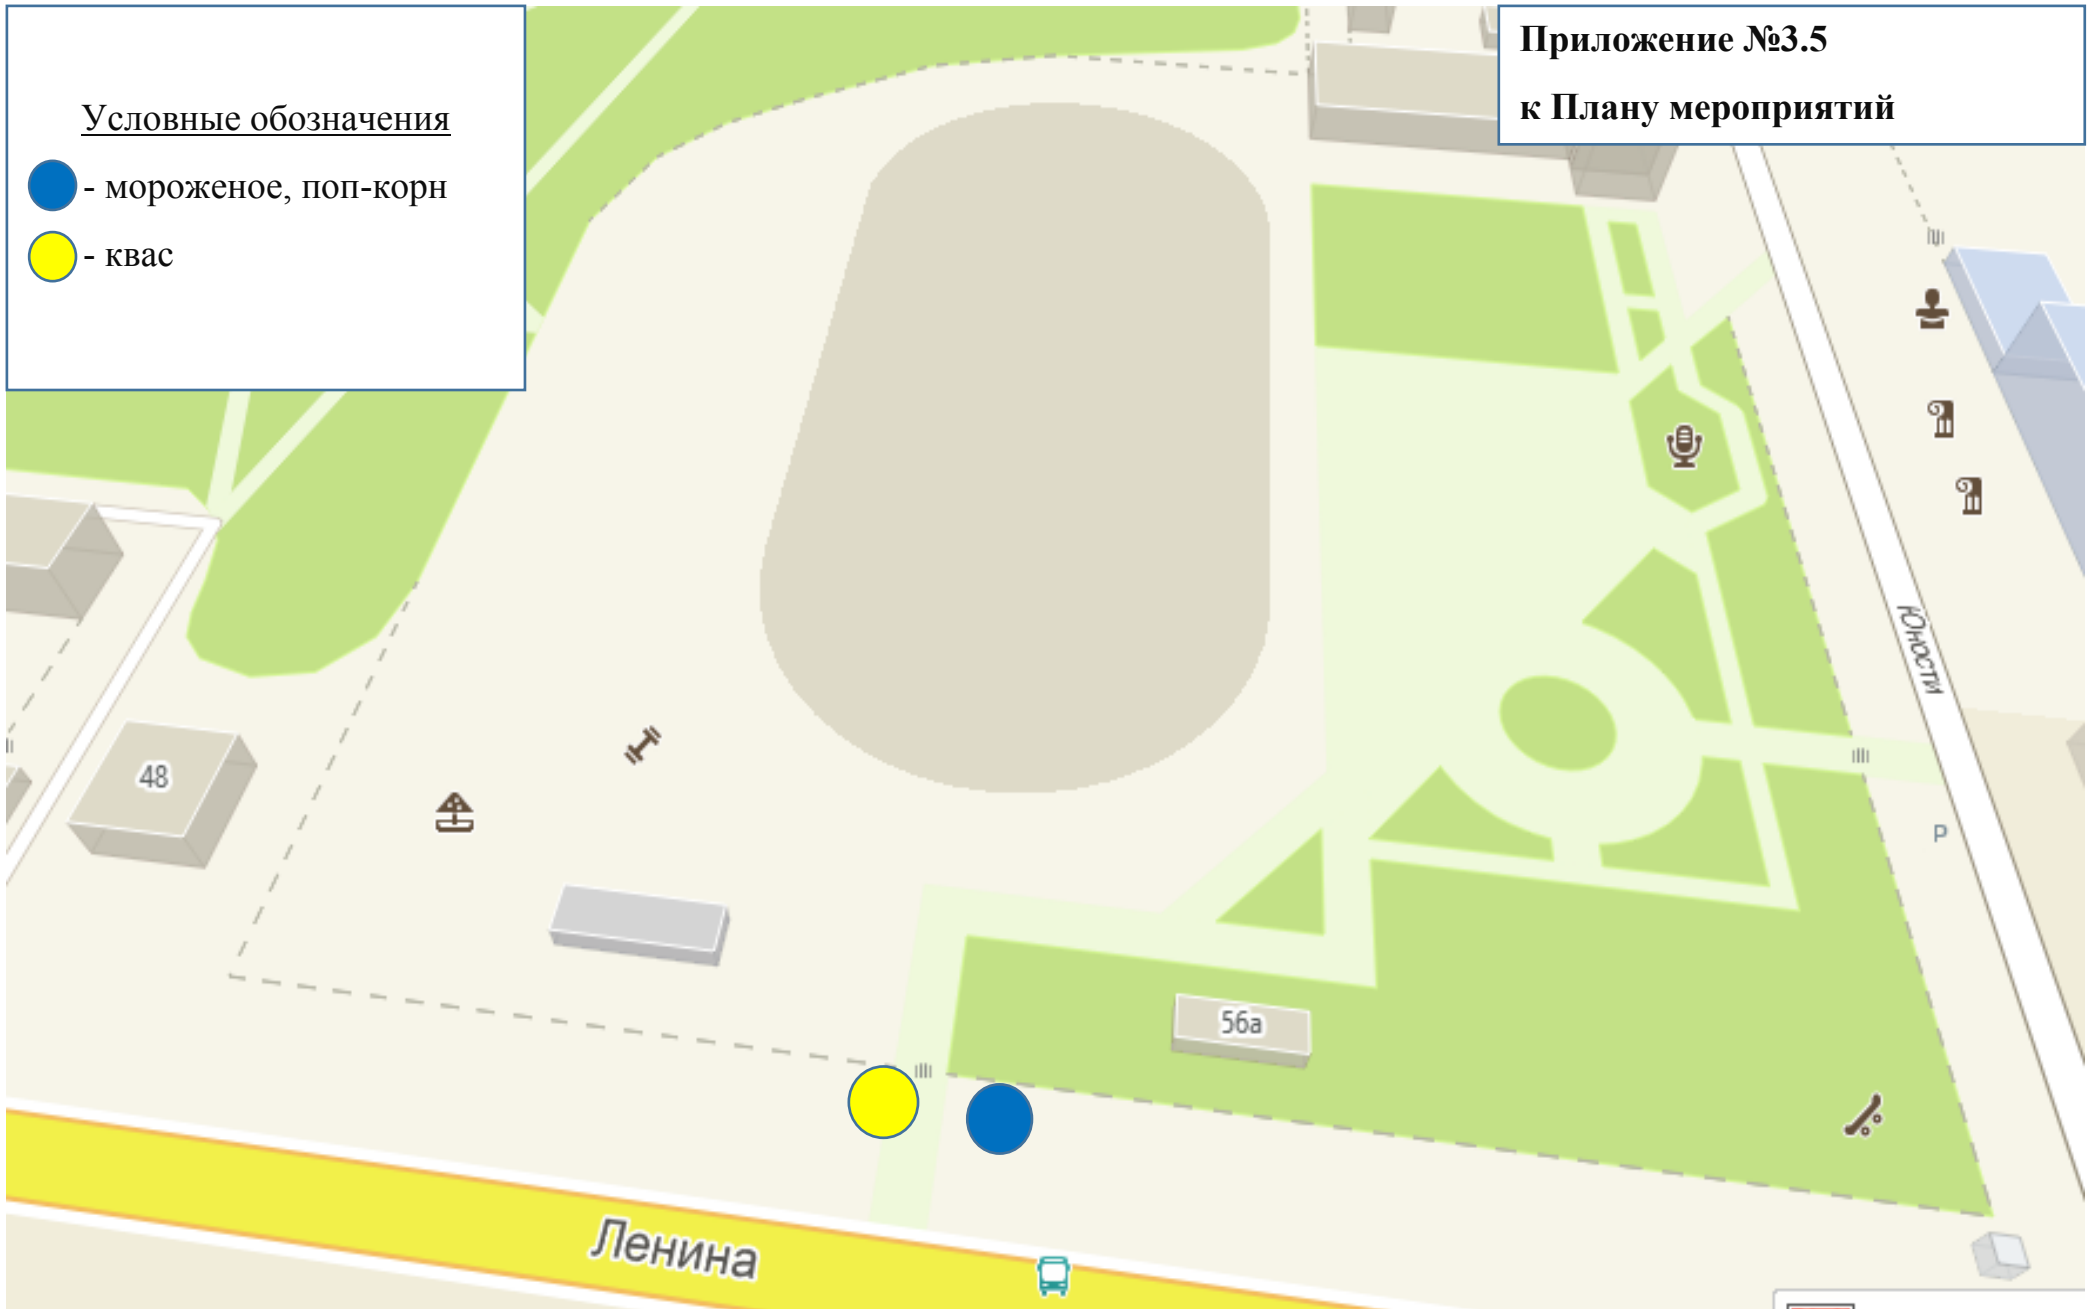 Условные обозначения
- мороженое, поп-корн
- квас
Приложение №3.5
к Плану мероприятий
Юности
48
P
56а
Ленина